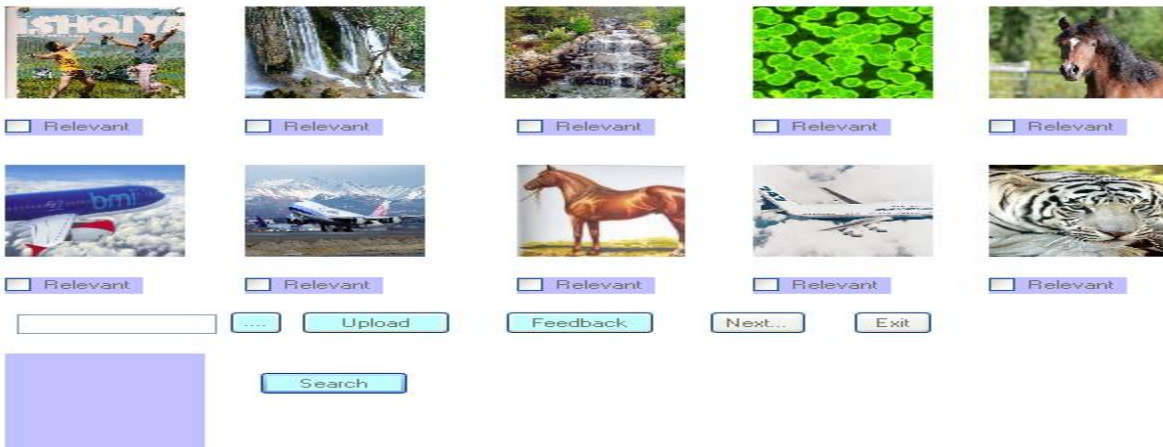 ISHQIYA
Relevant Relevant Relevant Relevant Relevant
bmi
Relevant Relevant Relevant Relevant Relevant
.... Upload Feedback Next... Exit
Search